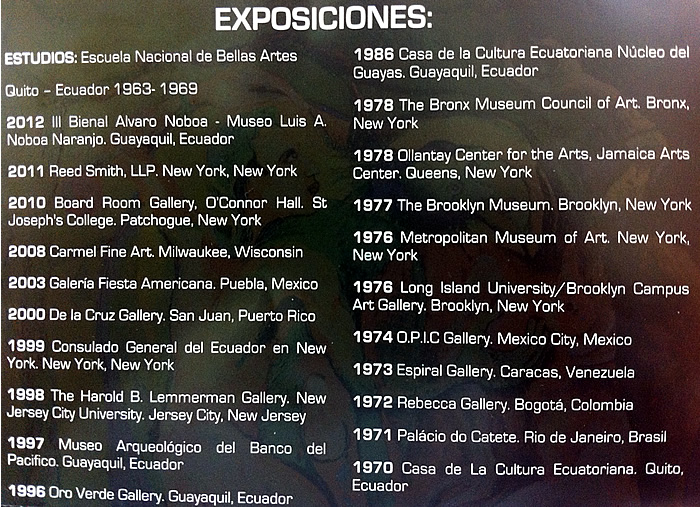 EXPOSICIONES:
ESTUDIOS: Escuela Nacional de Bellas Artes
Quito – Ecuador 1963- 1969
2012 III Bienal Alvaro Noboa - Museo Luis A.
Noboa Naranjo. Guayaquil, Ecuador
2011 Reed Smith, LLP. New York, New York
2010 Board Room Gallery, O'Connor Hall. St
Joseph's College. Patchogue, New York
2008 Carmel Fine Art. Milwaukee, Wisconsin
2003 Galería Fiesta Americana. Puebla, Mexico
2000 De la Cruz Gallery. San Juan, Puerto Rico
1999 Consulado General del Ecuador en New
York. New York, New York
1998 The Harold B. Lemmerman Gallery. New
Jersey City University. Jersey City, New Jersey
1997 Museo Arqueológico del Banco del
Pacifico. Guayaquil, Ecuador
1996 Oro Verde Gallery. Guayaquil, Ecuador
1986 Casa de la Cultura Ecuatoriana Núcleo del
Guayas. Guayaquil, Ecuador
1978 The Bronx Museum Council of Art. Bronx,
New York
1978 Ollantay Center for the Arts, Jamaica Arts
Center. Queens, New York
1977 The Brooklyn Museum. Brooklyn, New York
1976 Metropolitan Museum of Art. New York,
New York
1976 Long Island University/Brooklyn Campus
Art Gallery. Brooklyn, New York
1974 O.P.I.C Gallery. Mexico City, Mexico
1973 Espiral Gallery. Caracas, Venezuela
1972 Rebecca Gallery. Bogotá, Colombia
1971 Palácio do Catete. Rio de Janeiro, Brasil
1970 Casa de La Cultura Ecuatoriana. Quito,
Ecuador